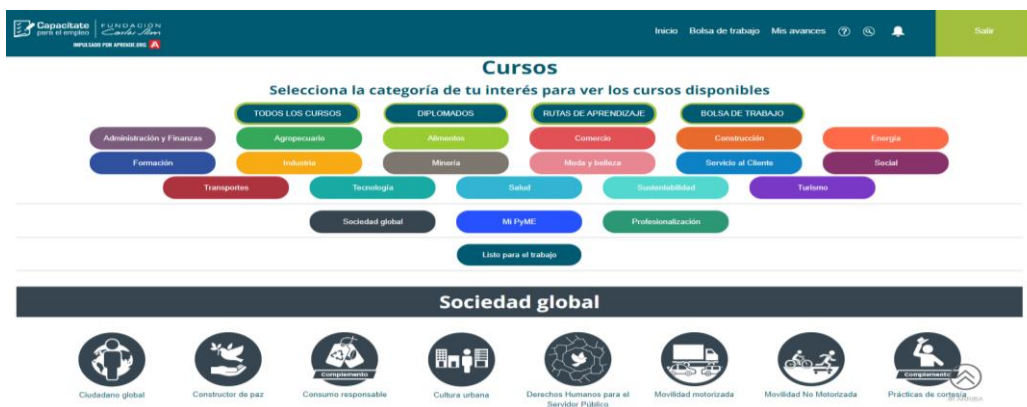 Capacítate
para el empleo
FUNDACIÓN
Carlos Slim
IMPULSADO POR APRENDE.ORG
Inicio Bolsa de trabajo Mis avances ? Salir
Cursos
Selecciona la categoría de tu interés para ver los cursos disponibles
TODOS LOS CURSOS DIPLOMADOS RUTAS DE APRENDIZAJE BOLSA DE TRABAJO
Administración y Finanzas Agropecuario Alimentos Comercio Construcción Energía
Formación Industria Minería Moda y belleza Servicio al Cliente Social
Transportes Tecnología Salud Sustentabilidad Turismo
Sociedad global Mi PyME Profesionalización
Listo para el trabajo
Sociedad global
Complemento Complemento
Ciudadano global Constructor de paz Consumo responsable Cultura urbana Derechos Humanos para el Movilidad motorizada Movilidad No Motorizada Prácticas de cortesía
Servidor Público